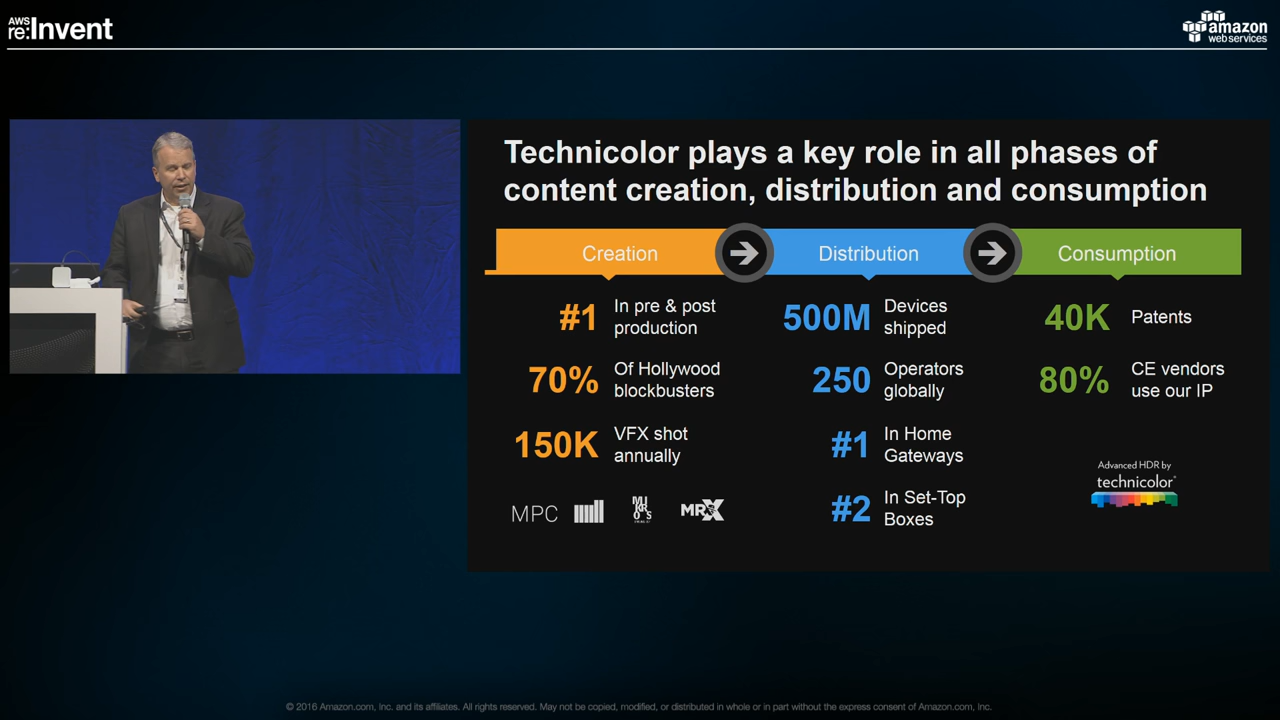 AWS
re:Invent
amazon
web services
Technicolor plays a key role in all phases of
content creation, distribution and consumption
Creation
Distribution
Consumption
#1
In pre & post
production
70%
Of Hollywood
blockbusters
150K
VFX shot
annually
MPC
MR.X
500M
Devices
shipped
250
Operators
globally
#1
In Home
Gateways
#2
In Set-Top
Boxes
40K
Patents
80%
CE vendors
use our IP
Advanced HDR by
technicolor
© 2016 Amazon.com, Inc. and its affiliates. All rights reserved. May not be copied, modified, or distributed in whole or in part without the express consent of Amazon.com, Inc.